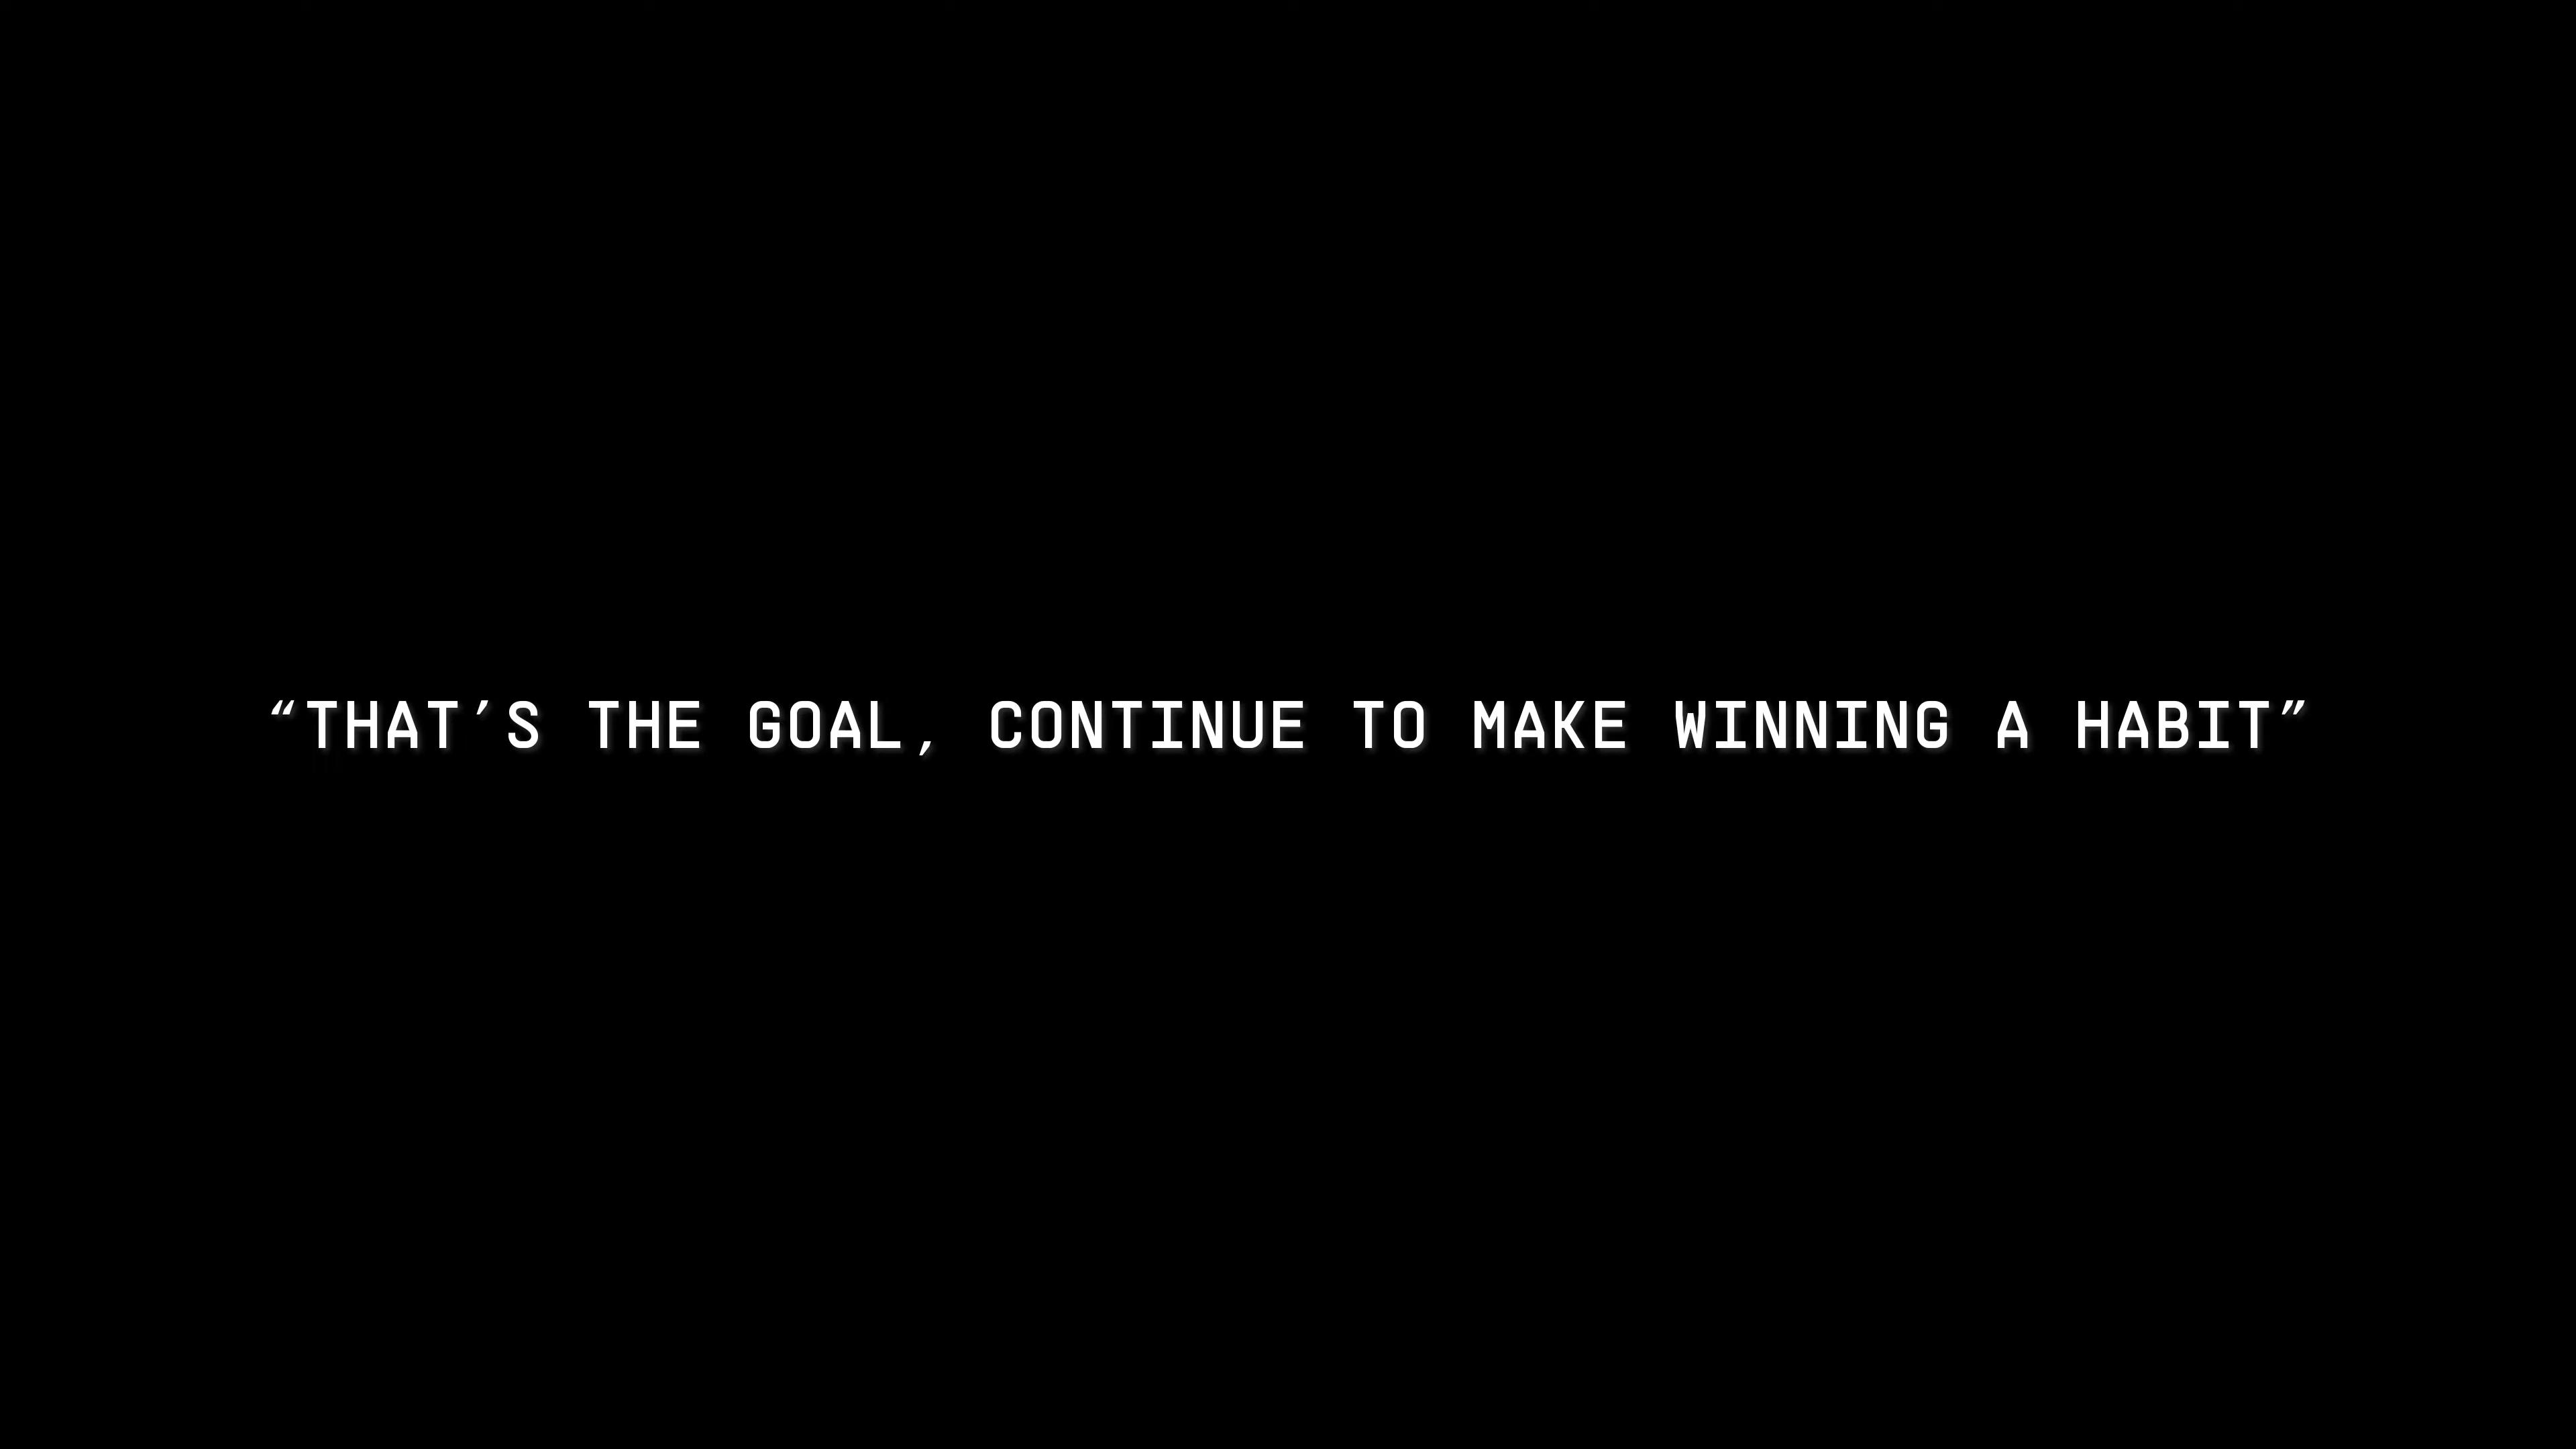 “THAT’S THE GOAL, CONTINUE TO MAKE WINNING A HABIT”